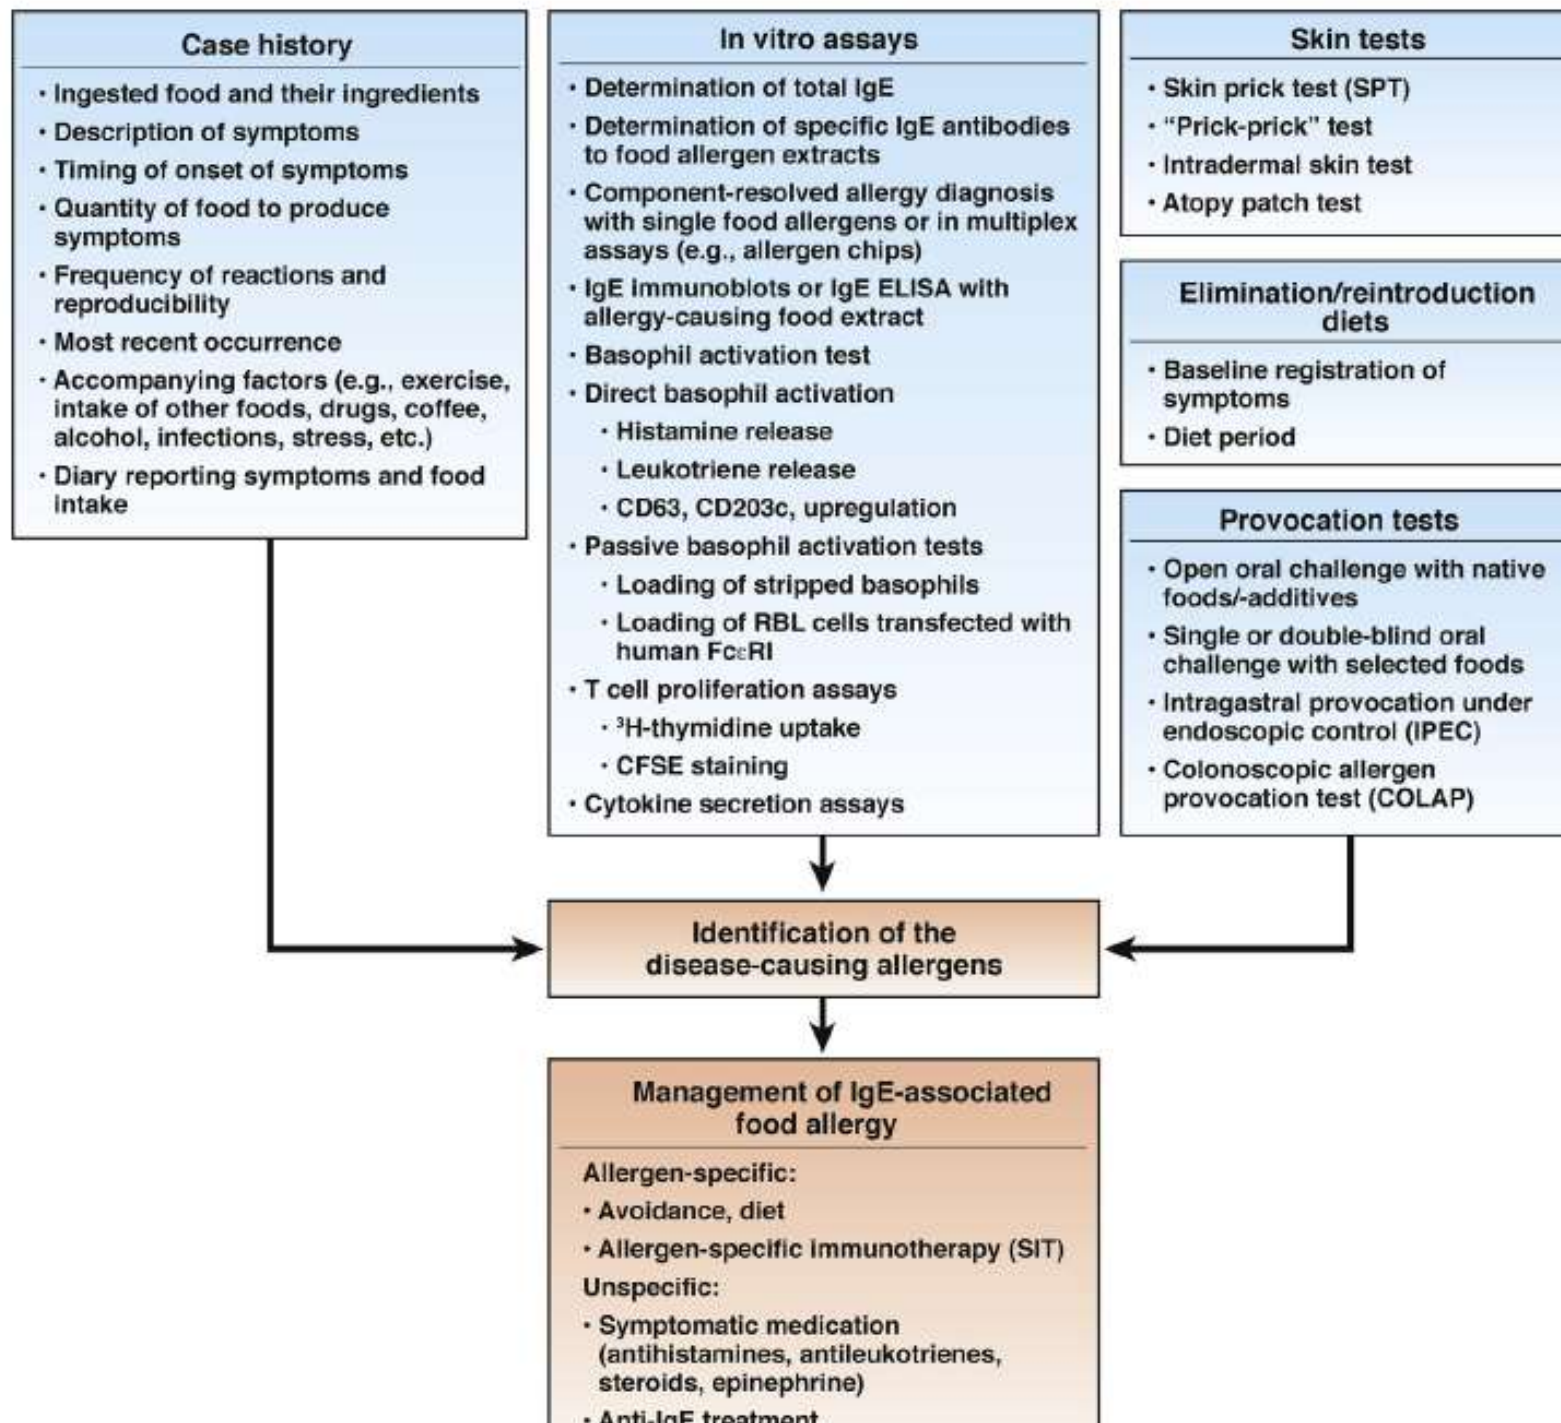 Case history
· Ingested food and their ingredients
· Description of symptoms
· Timing of onset of symptoms
· Quantity of food to produce
symptoms
· Frequency of reactions and
reproducibility
· Most recent occurrence
· Accompanying factors (e.g., exercise,
intake of other foods, drugs, coffee,
alcohol, infections, stress, etc.)
· Diary reporting symptoms and food
intake
In vitro assays
· Determination of total IgE
· Determination of specific IgE antibodies
to food allergen extracts
· Component-resolved allergy diagnosis
with single food allergens or in multiplex
assays (e.g., allergen chips)
· IgE immunoblots or IgE ELISA with
allergy-causing food extract
· Basophil activation test
· Direct basophil activation
· Histamine release
· Leukotriene release
· CD63, CD203c, upregulation
· Passive basophil activation tests
· Loading of stripped basophils
· Loading of RBL cells transfected with
human FcεRI
· T cell proliferation assays
· ³H-thymidine uptake
· CFSE staining
· Cytokine secretion assays
Skin tests
· Skin prick test (SPT)
· “Prick-prick” test
· Intradermal skin test
· Atopy patch test
Elimination/reintroduction
diets
· Baseline registration of
symptoms
· Diet period
Provocation tests
· Open oral challenge with native
foods/-additives
· Single or double-blind oral
challenge with selected foods
· Intragastral provocation under
endoscopic control (IPEC)
· Colonoscopic allergen
provocation test (COLAP)
Identification of the
disease-causing allergens
Management of IgE-associated
food allergy
Allergen-specific:
· Avoidance, diet
· Allergen-specific immunotherapy (SIT)
Unspecific:
· Symptomatic medication
(antihistamines, antileukotrienes,
steroids, epinephrine)
· Anti-IgE treatment